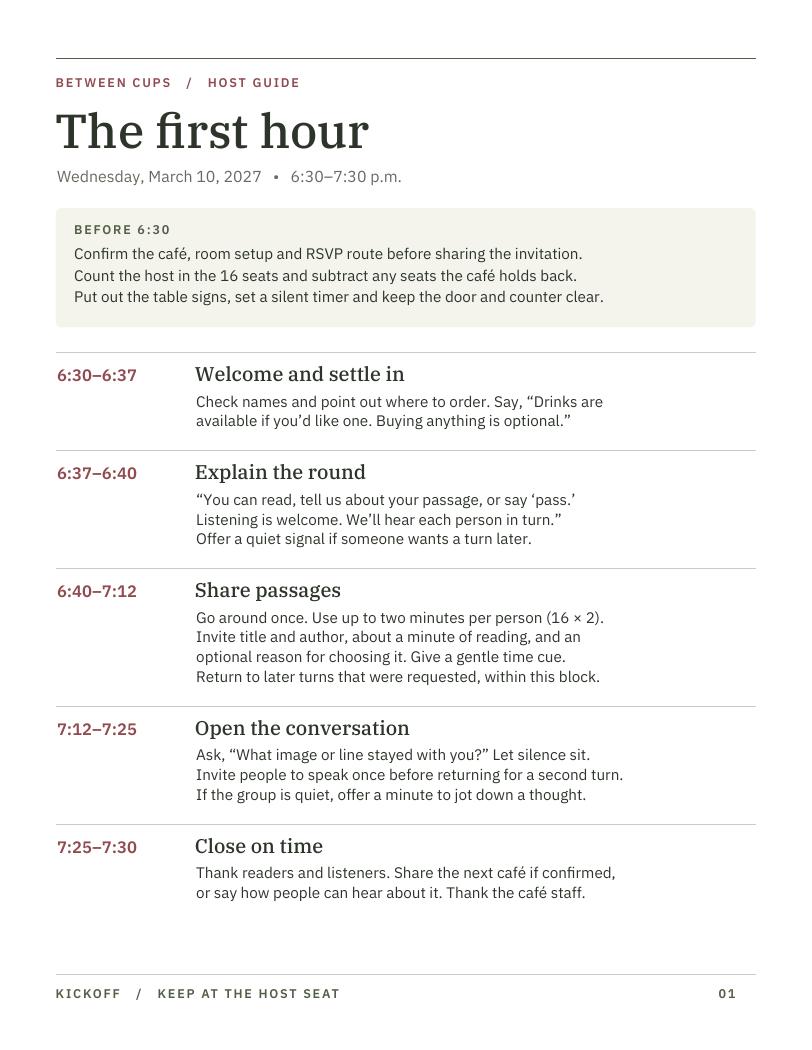 BETWEEN CUPS / HOST GUIDE
The first hour
Wednesday, March 10, 2027 • 6:30–7:30 p.m.
BEFORE 6:30
Confirm the café, room setup and RSVP route before sharing the invitation.
Count the host in the 16 seats and subtract any seats the café holds back.
Put out the table signs, set a silent timer and keep the door and counter clear.
6:30–6:37 Welcome and settle in
Check names and point out where to order. Say, “Drinks are
available if you’d like one. Buying anything is optional.”
6:37–6:40 Explain the round
“You can read, tell us about your passage, or say ‘pass.’
Listening is welcome. We’ll hear each person in turn.”
Offer a quiet signal if someone wants a turn later.
6:40–7:12 Share passages
Go around once. Use up to two minutes per person (16 × 2).
Invite title and author, about a minute of reading, and an
optional reason for choosing it. Give a gentle time cue.
Return to later turns that were requested, within this block.
7:12–7:25 Open the conversation
Ask, “What image or line stayed with you?” Let silence sit.
Invite people to speak once before returning for a second turn.
If the group is quiet, offer a minute to jot down a thought.
7:25–7:30 Close on time
Thank readers and listeners. Share the next café if confirmed,
or say how people can hear about it. Thank the café staff.
KICKOFF / KEEP AT THE HOST SEAT 01